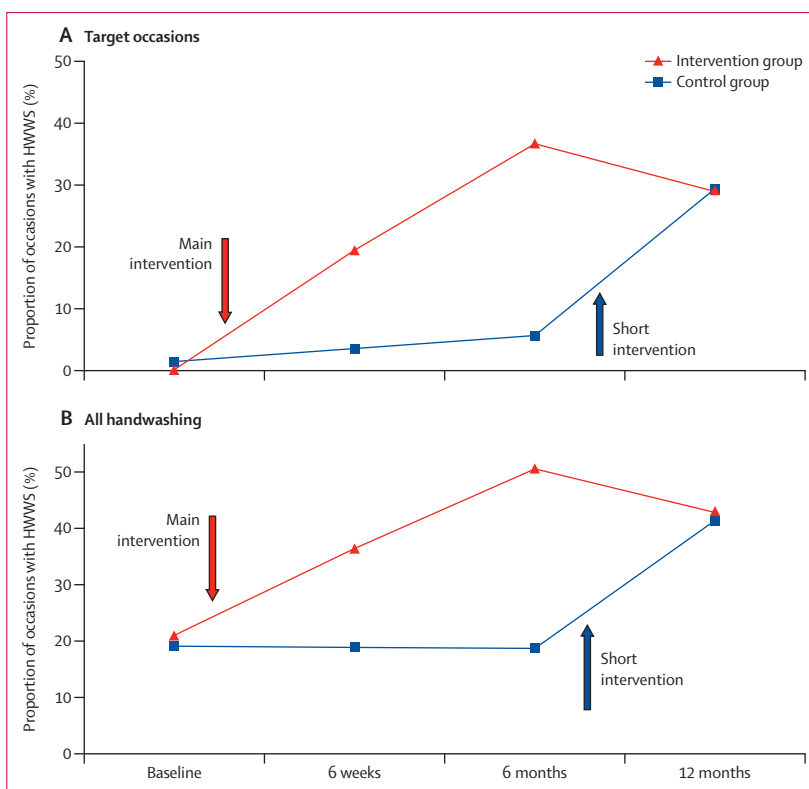 A Target occasions
Intervention group
Control group
Proportion of occasions with HWWS (%)
50
40
30
20
10
0
Main
intervention
Short
intervention
B All handwashing
Proportion of occasions with HWWS (%)
50
40
30
20
10
0
Main
intervention
Short
intervention
Baseline
6 weeks
6 months
12 months